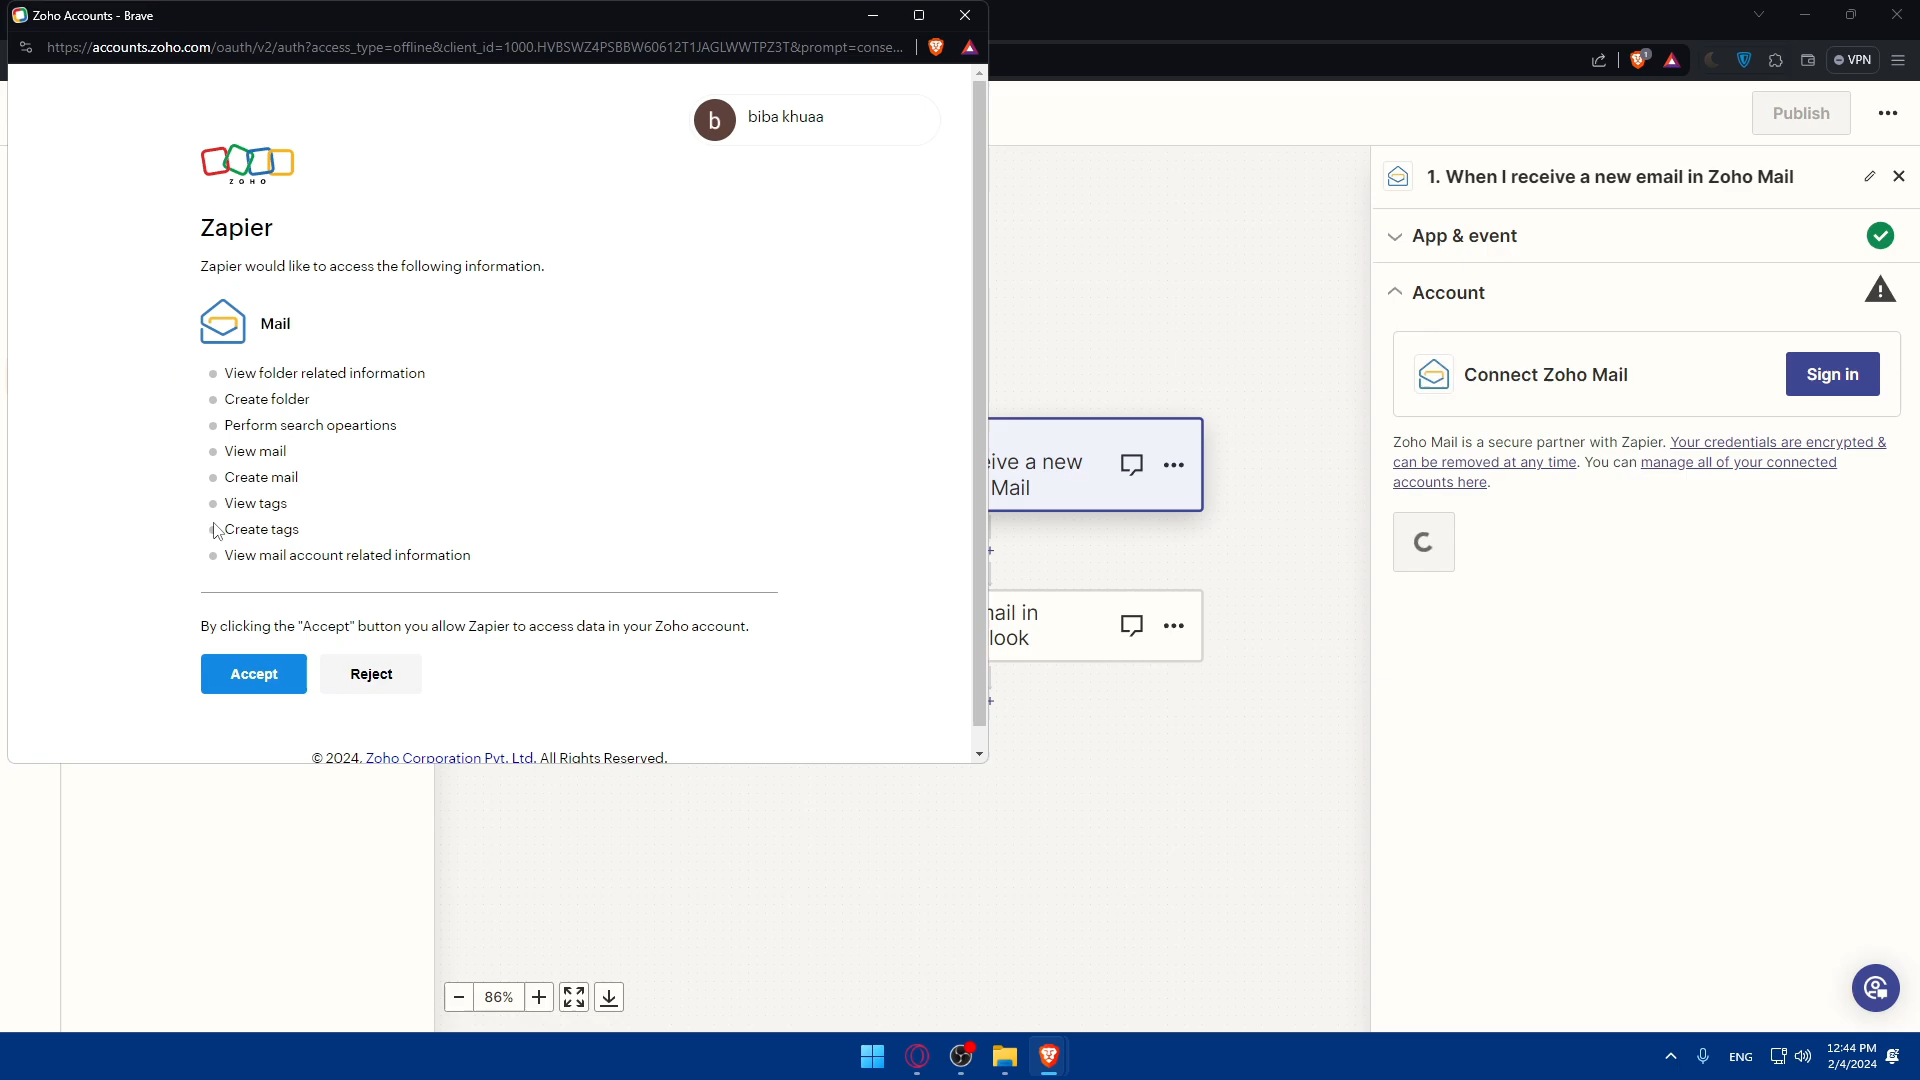 Zoho Accounts - Brave
https://accounts.zoho.com/oauth/v2/auth?access_type=offline&client_id=1000.HVBSWZ4PSBBW60612T1JAGLWWTPZ3T&prompt=conse...
1
VPN
b
biba khuaa
Publish
ZOHO
Zapier
Zapier would like to access the following information.
Mail
View folder related information
Create folder
Perform search opeartions
View mail
Create mail
View tags
Create tags
View mail account related information
By clicking the "Accept" button you allow Zapier to access data in your Zoho account.
Accept
Reject
© 2024, Zoho Corporation Pvt. Ltd. All Rights Reserved.
eive a new
Mail
nail in
look
1. When I receive a new email in Zoho Mail
App & event
Account
Connect Zoho Mail
Sign in
Zoho Mail is a secure partner with Zapier. Your credentials are encrypted &
can be removed at any time. You can manage all of your connected
accounts here.
86%
ENG
12:44 PM
2/4/2024